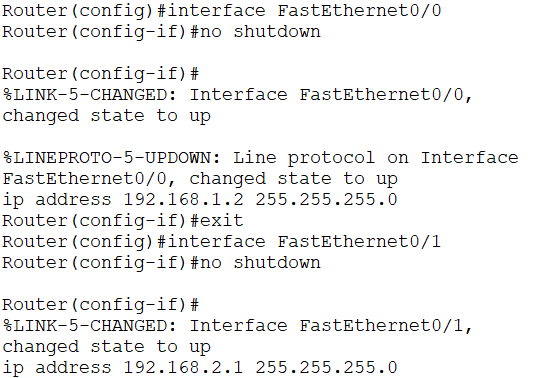 Router(config)#interface FastEthernet0/0
Router(config-if)#no shutdown
Router(config-if)#
%LINK-5-CHANGED: Interface FastEthernet0/0,
changed state to up
%LINEPROTO-5-UPDOWN: Line protocol on Interface
FastEthernet0/0, changed state to up
ip address 192.168.1.2 255.255.255.0
Router(config-if)#exit
Router(config)#interface FastEthernet0/1
Router(config-if)#no shutdown
Router(config-if)#
%LINK-5-CHANGED: Interface FastEthernet0/1,
changed state to up
ip address 192.168.2.1 255.255.255.0